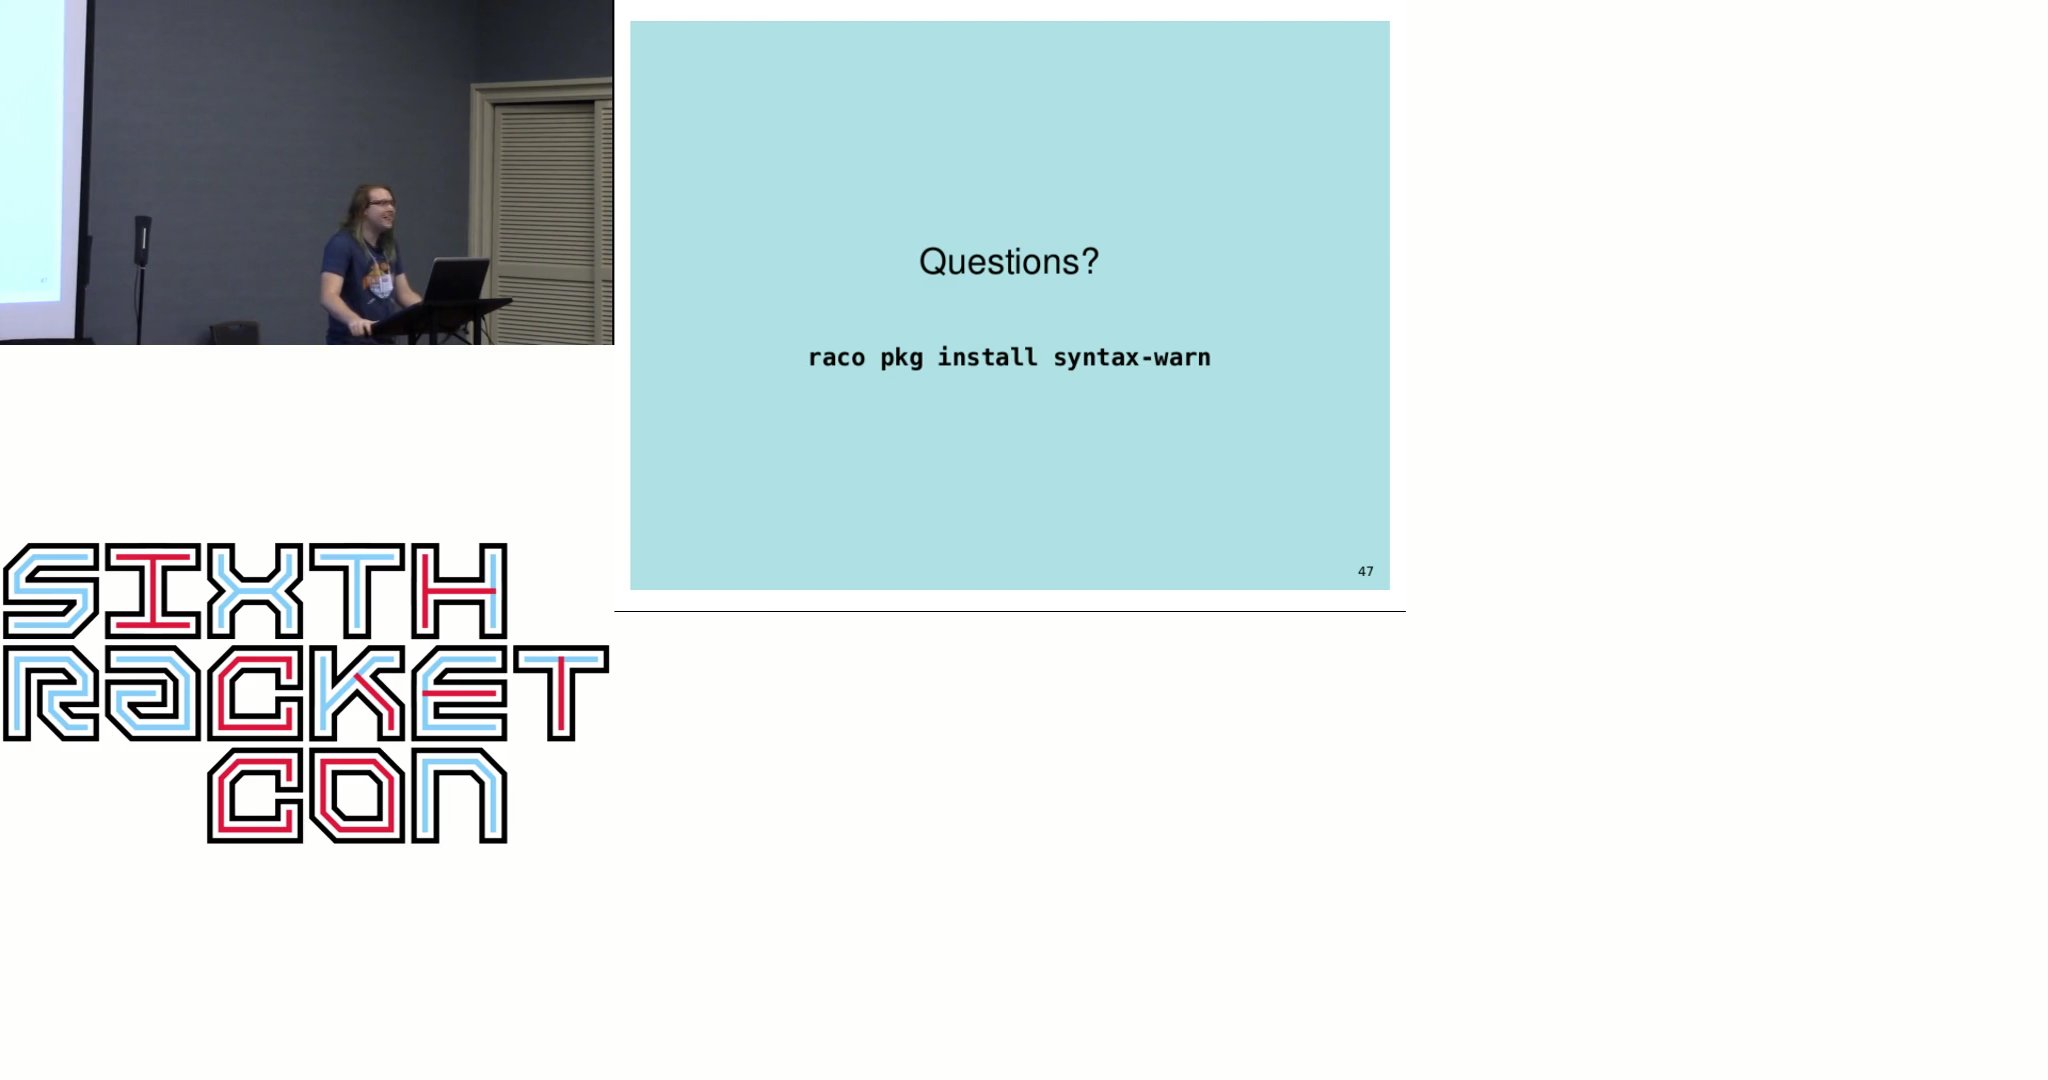 Questions?
raco pkg install syntax-warn
47
SIXTH
RACKET
CON